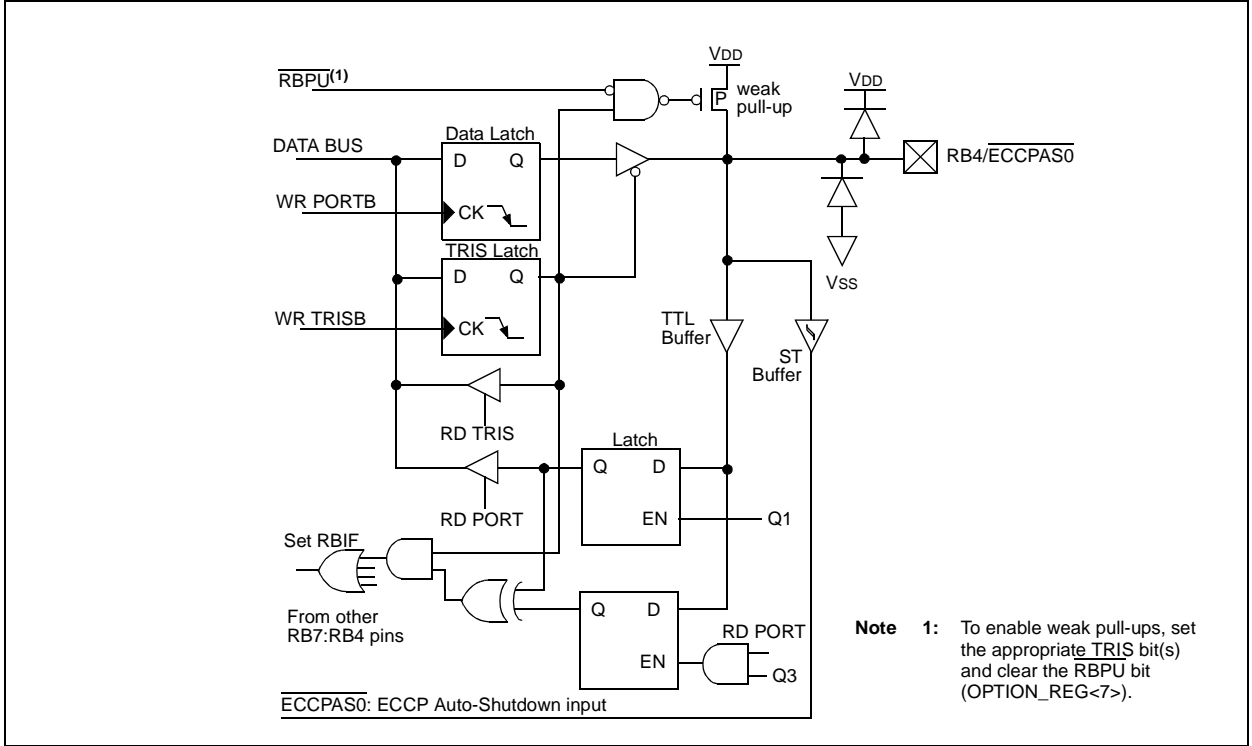 VDD
RBPU(1)
P
weak
pull-up
VDD
DATA BUS
Data Latch
D Q
RB4/ECCPAS0
WR PORTB
CK
TRIS Latch
D Q
VSS
WR TRISB
CK
TTL
Buffer
ST
Buffer
RD TRIS
Latch
Q D
RD PORT
EN
Q1
Set RBIF
From other
RB7:RB4 pins
Q D
RD PORT
EN
Q3
ECCPAS0: ECCP Auto-Shutdown input
Note 1: To enable weak pull-ups, set
the appropriate TRIS bit(s)
and clear the RBPU bit
(OPTION_REG<7>).